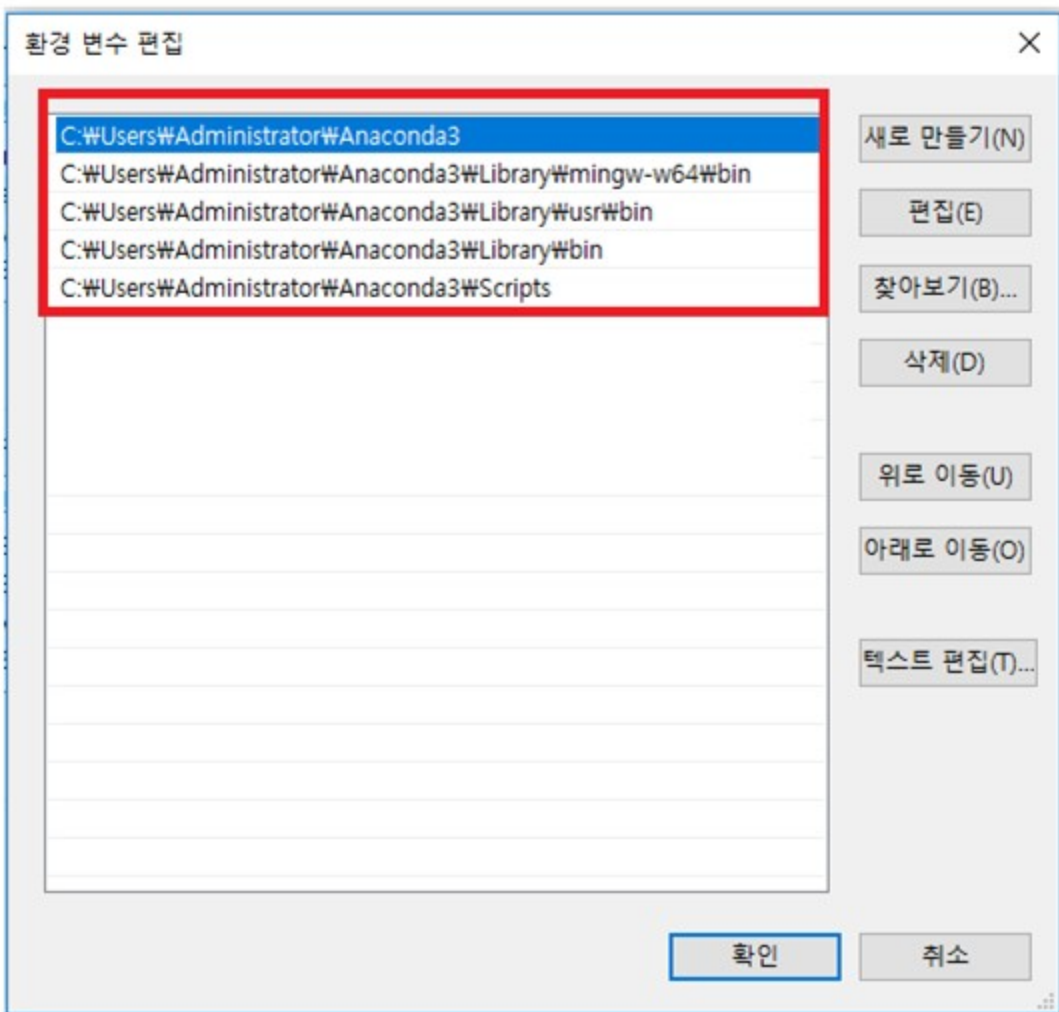 환경 변수 편집
C:₩Users₩Administrator₩Anaconda3
C:₩Users₩Administrator₩Anaconda3₩Library₩mingw-w64₩bin
C:₩Users₩Administrator₩Anaconda3₩Library₩usr₩bin
C:₩Users₩Administrator₩Anaconda3₩Library₩bin
C:₩Users₩Administrator₩Anaconda3₩Scripts
새로 만들기(N)
편집(E)
찾아보기(B)...
삭제(D)
위로 이동(U)
아래로 이동(O)
텍스트 편집(T)...
확인
취소